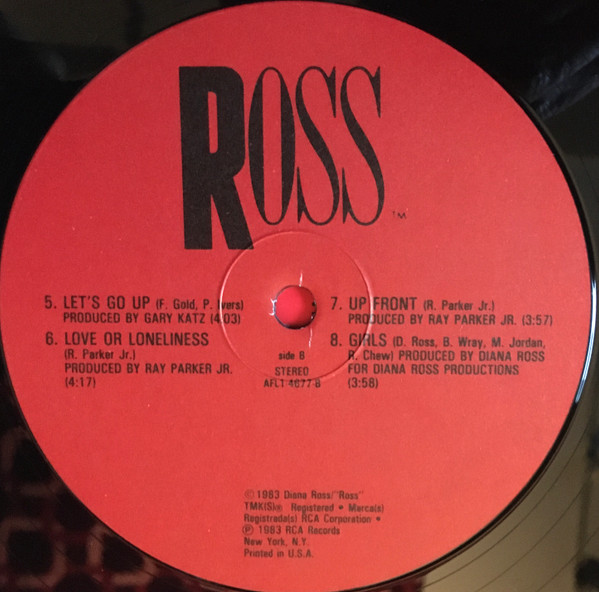 ROSS
TM
5. LET'S GO UP (F. Gold, P. Ivers)
PRODUCED BY GARY KATZ (4:03)
6. LOVE OR LONELINESS
(R. Parker Jr.)
PRODUCED BY RAY PARKER JR.
(4:17)
side B
STEREO
AFL1-4677-B
7. UP FRONT (R. Parker Jr.)
PRODUCED BY RAY PARKER JR. (3:57)
8. GIRLS (D. Ross, B. Wray, M. Jordan,
R. Chew) PRODUCED BY DIANA ROSS
FOR DIANA ROSS PRODUCTIONS
(3:58)
© 1983 Diana Ross/"Ross"
TMK(S)® Registered • Marca(s)
Registrada(s) RCA Corporation •
℗ 1983 RCA Records
New York, N.Y.
Printed in U.S.A.